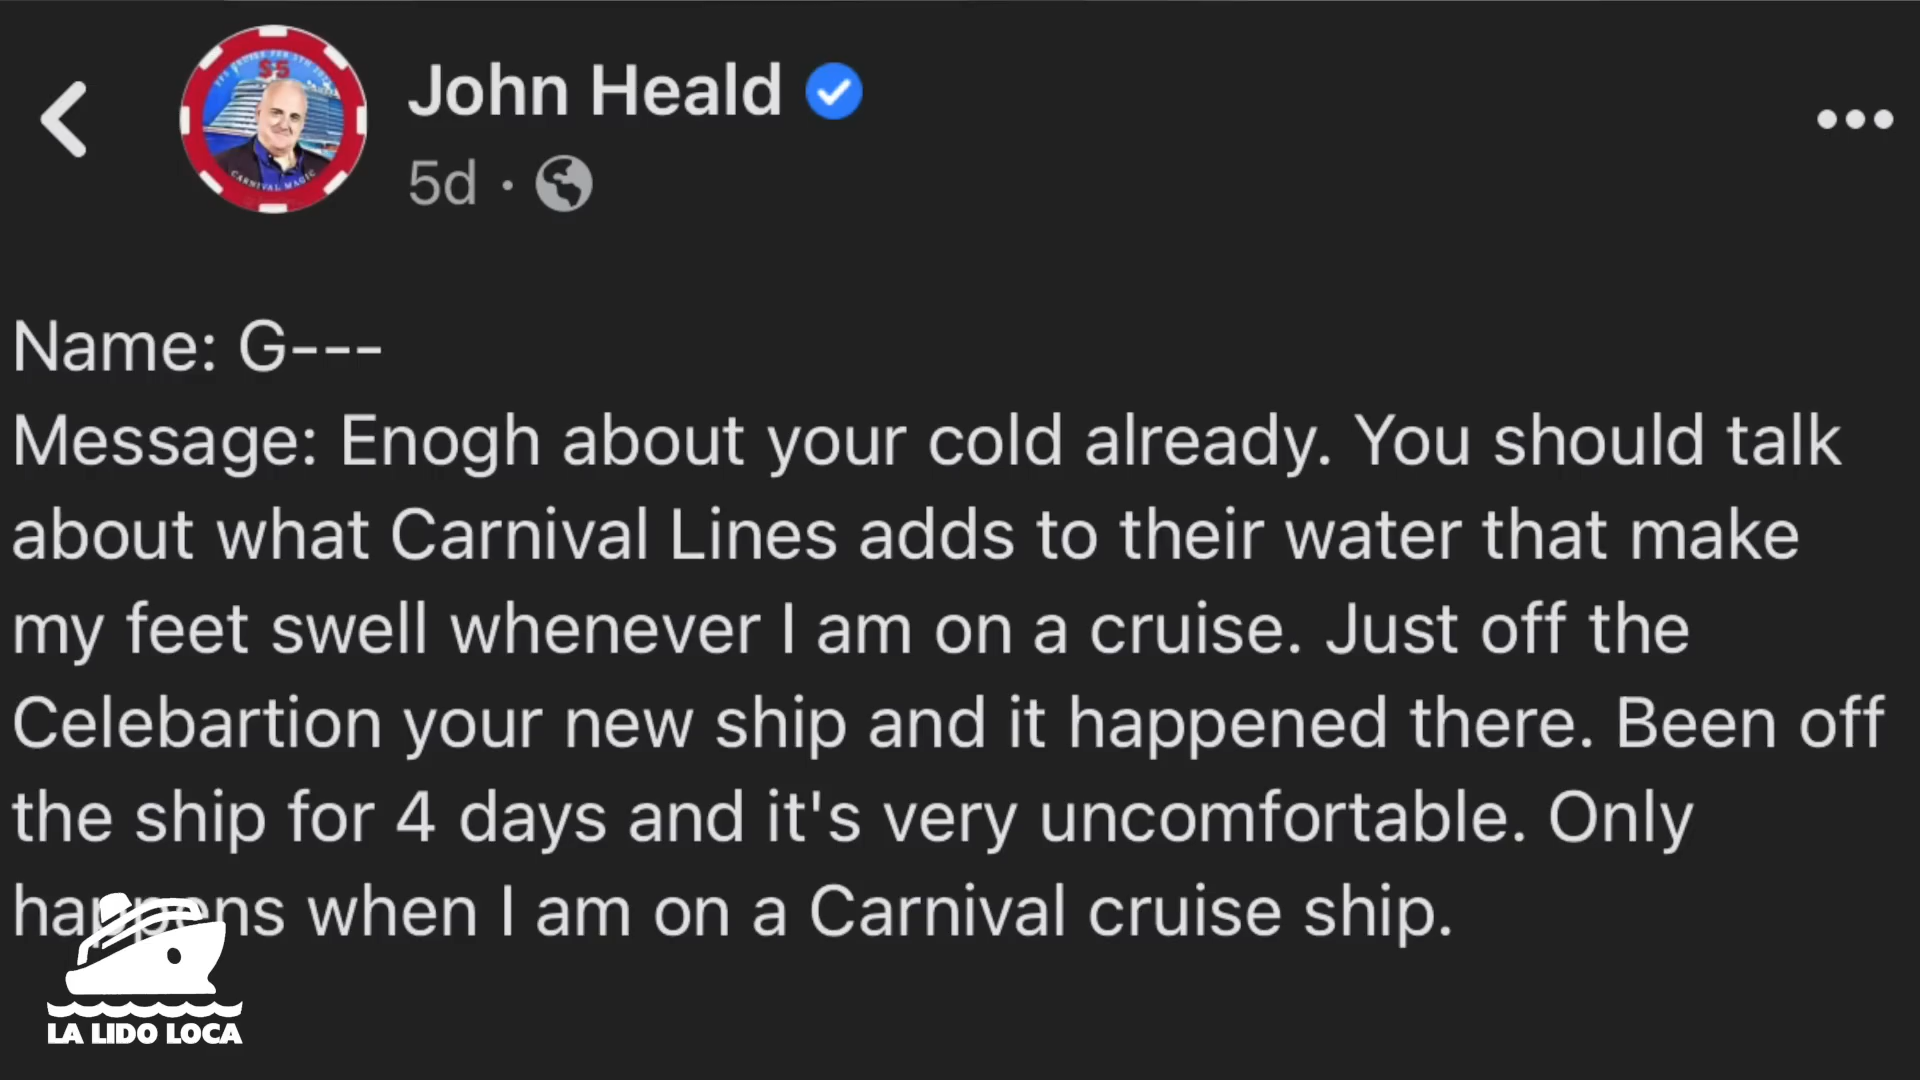 John Heald
5d
$5
CARNIVAL MAGIC
Name: G---
Message: Enogh about your cold already. You should talk
about what Carnival Lines adds to their water that make
my feet swell whenever I am on a cruise. Just off the
Celebartion your new ship and it happened there. Been off
the ship for 4 days and it's very uncomfortable. Only
happens when I am on a Carnival cruise ship.
LA LIDO LOCA